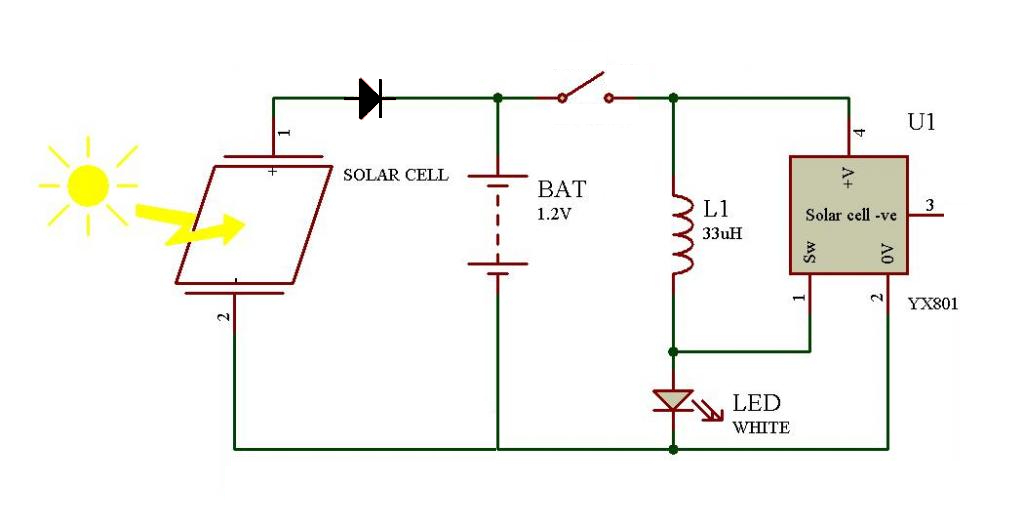 1
+
SOLAR CELL
-
2
BAT
1.2V
L1
33uH
LED
WHITE
U1
4
+V
Solar cell -ve
3
Sw
0V
1
2
YX801